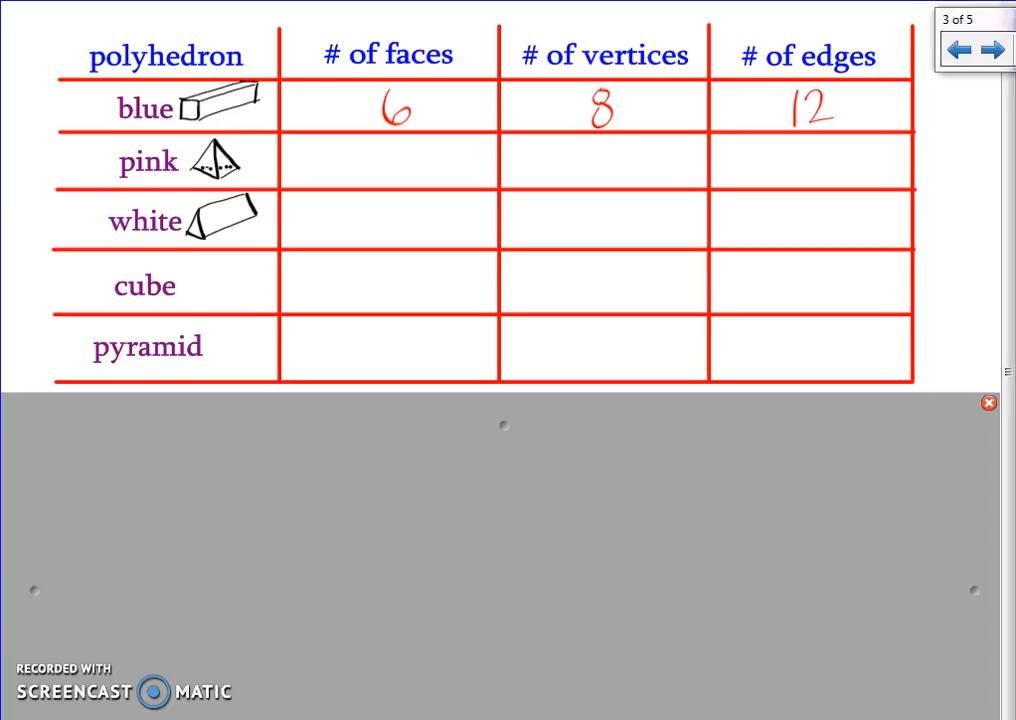 3 of 5
polyhedron # of faces # of vertices # of edges
blue 6 8 12
pink
white
cube
pyramid
RECORDED WITH
SCREENCAST MATIC